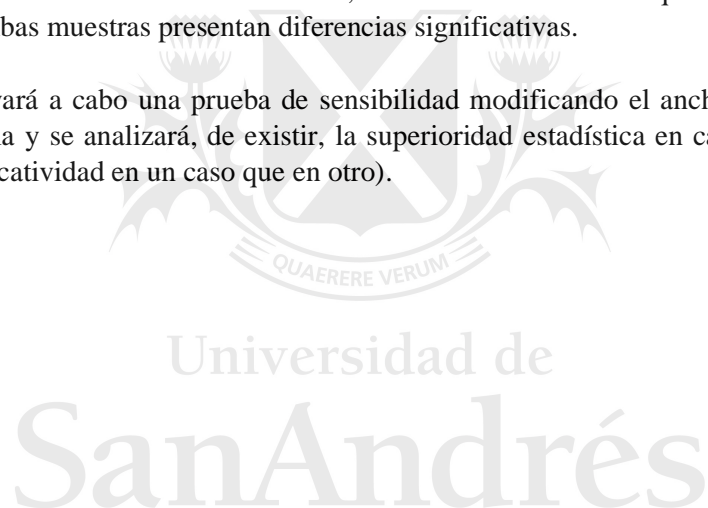 bas muestras presentan diferencias significativas.
ará a cabo una prueba de sensibilidad modificando el anch
a y se analizará, de existir, la superioridad estadística en ca
catividad en un caso que en otro).
QUAERERE VERUM
Universidad de
SanAndrés